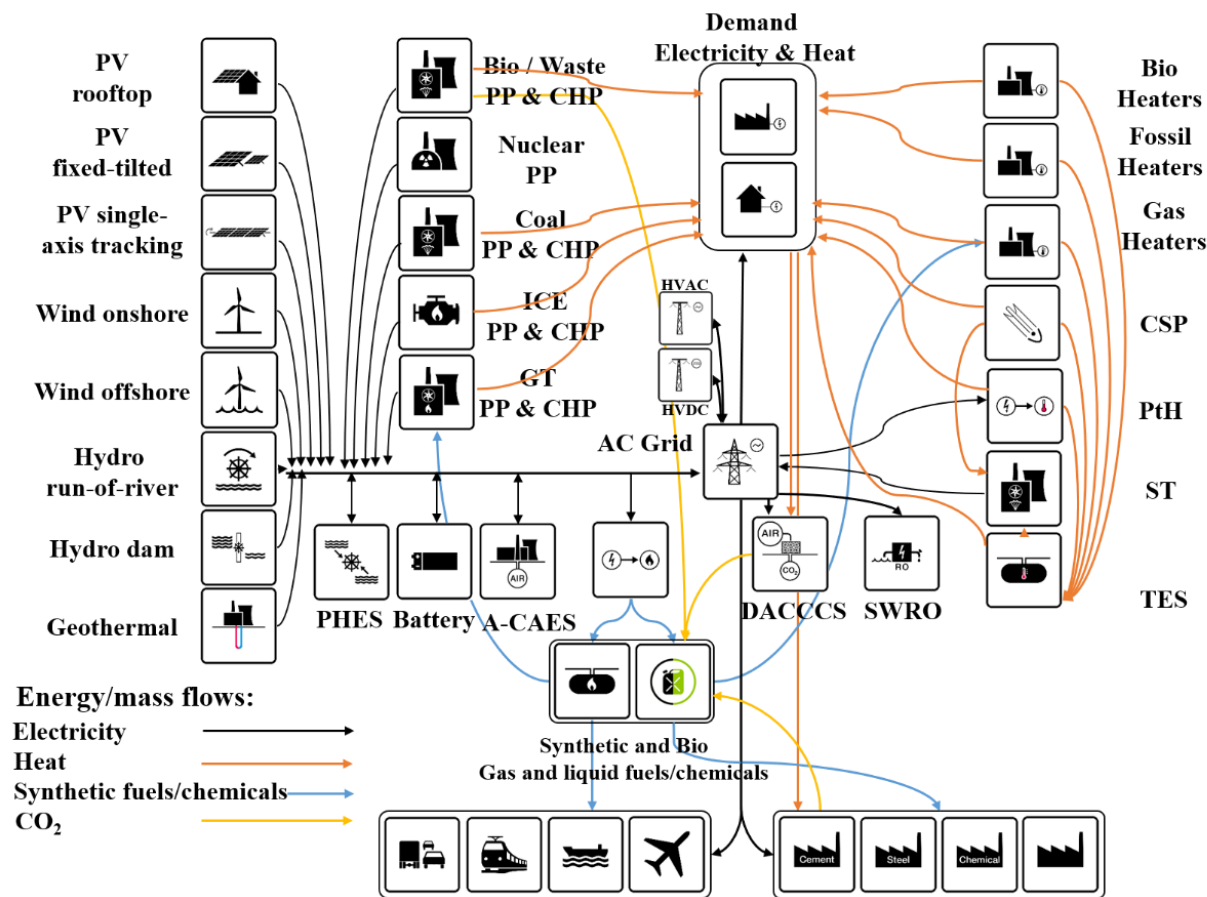 Demand
Electricity & Heat
PV
rooftop
Bio / Waste
PP & CHP
Bio
Heaters
PV
fixed-tilted
Nuclear
PP
Fossil
Heaters
PV single-
axis tracking
Coal
PP & CHP
Gas
Heaters
Wind onshore
ICE
PP & CHP
HVAC
CSP
Wind offshore
GT
PP & CHP
HVDC
PtH
AC Grid
Hydro
run-of-river
ST
Hydro dam
AIR
AIR
CO2
RO
TES
PHES
Battery
A-CAES
DACCCS
SWRO
Geothermal
Energy/mass flows:
Electricity
Heat
Synthetic fuels/chemicals
CO₂
Synthetic and Bio
Gas and liquid fuels/chemicals
Cement
Steel
Chemical